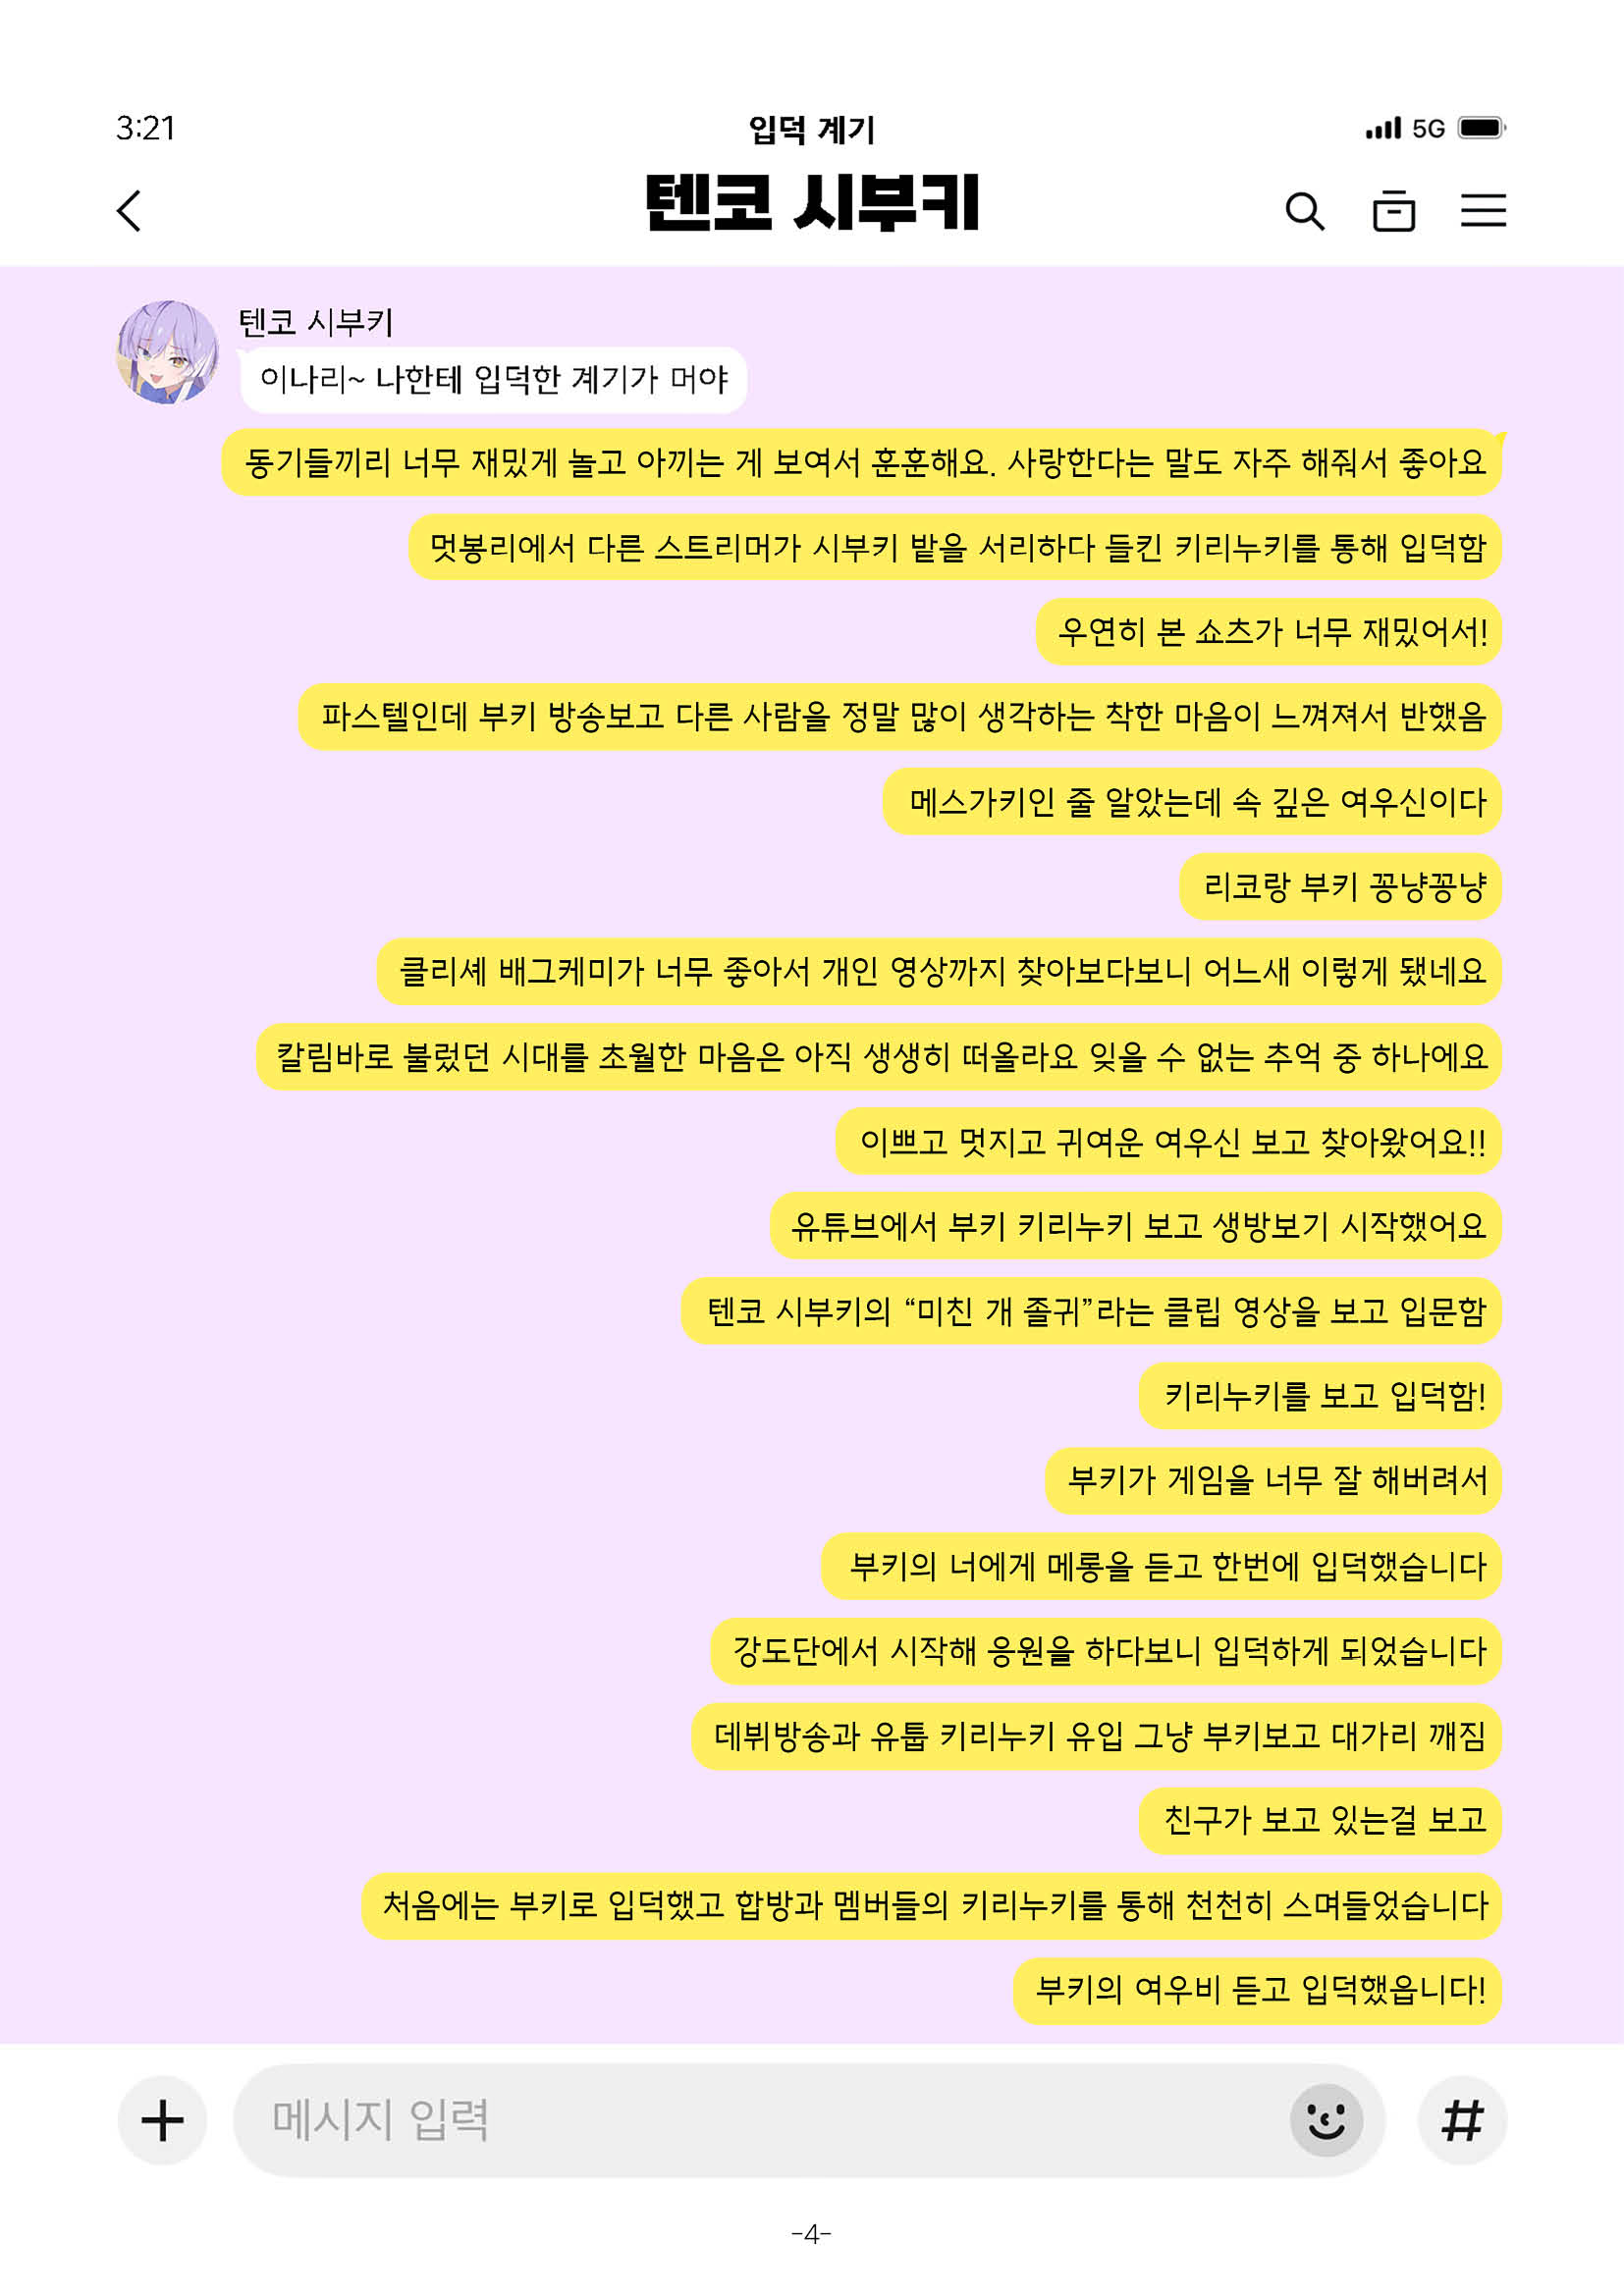 3:21
입덕 계기
5G
텐코 시부키
텐코 시부키
이나리~ 나한테 입덕한 계기가 머야
동기들끼리 너무 재밌게 놀고 아끼는 게 보여서 훈훈해요. 사랑한다는 말도 자주 해줘서 좋아요
멋봉리에서 다른 스트리머가 시부키 밭을 서리하다 들킨 키리누키를 통해 입덕함
우연히 본 쇼츠가 너무 재밌어서!
파스텔인데 부키 방송보고 다른 사람을 정말 많이 생각하는 착한 마음이 느껴져서 반했음
메스가키인 줄 알았는데 속 깊은 여우신이다
리코랑 부키 꽁냥꽁냥
클리셰 배그케미가 너무 좋아서 개인 영상까지 찾아보다보니 어느새 이렇게 됐네요
칼림바로 불렀던 시대를 초월한 마음은 아직 생생히 떠올라요 잊을 수 없는 추억 중 하나에요
이쁘고 멋지고 귀여운 여우신 보고 찾아왔어요!!
유튜브에서 부키 키리누키 보고 생방보기 시작했어요
텐코 시부키의 “미친 개 졸귀”라는 클립 영상을 보고 입문함
키리누키를 보고 입덕함!
부키가 게임을 너무 잘 해버려서
부키의 너에게 메롱을 듣고 한번에 입덕했습니다
강도단에서 시작해 응원을 하다보니 입덕하게 되었습니다
데뷔방송과 유튭 키리누키 유입 그냥 부키보고 대가리 깨짐
친구가 보고 있는걸 보고
처음에는 부키로 입덕했고 합방과 멤버들의 키리누키를 통해 천천히 스며들었습니다
부키의 여우비 듣고 입덕했읍니다!
메시지 입력
#
-4-